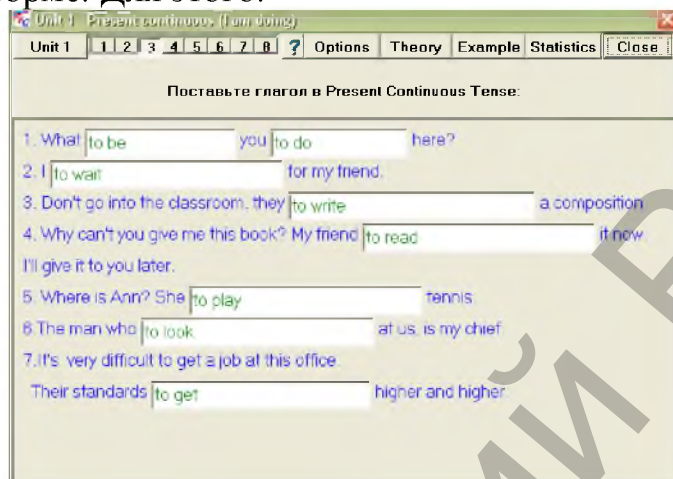 Unit 1 Present continuous (I am doing)
Unit 1 1 2 3 4 5 6 7 8 ? Options Theory Example Statistics Close
Поставьте глагол в Present Continuous Tense:
1. What to be you to do here?
2. I to wait for my friend.
3. Don't go into the classroom, they to write a composition
4. Why can't you give me this book? My friend to read it now.
I'll give it to you later.
5. Where is Ann? She to play tennis.
6.The man who to look at us, is my chief.
7.It's very difficult to get a job at this office.
Their standards to get higher and higher.